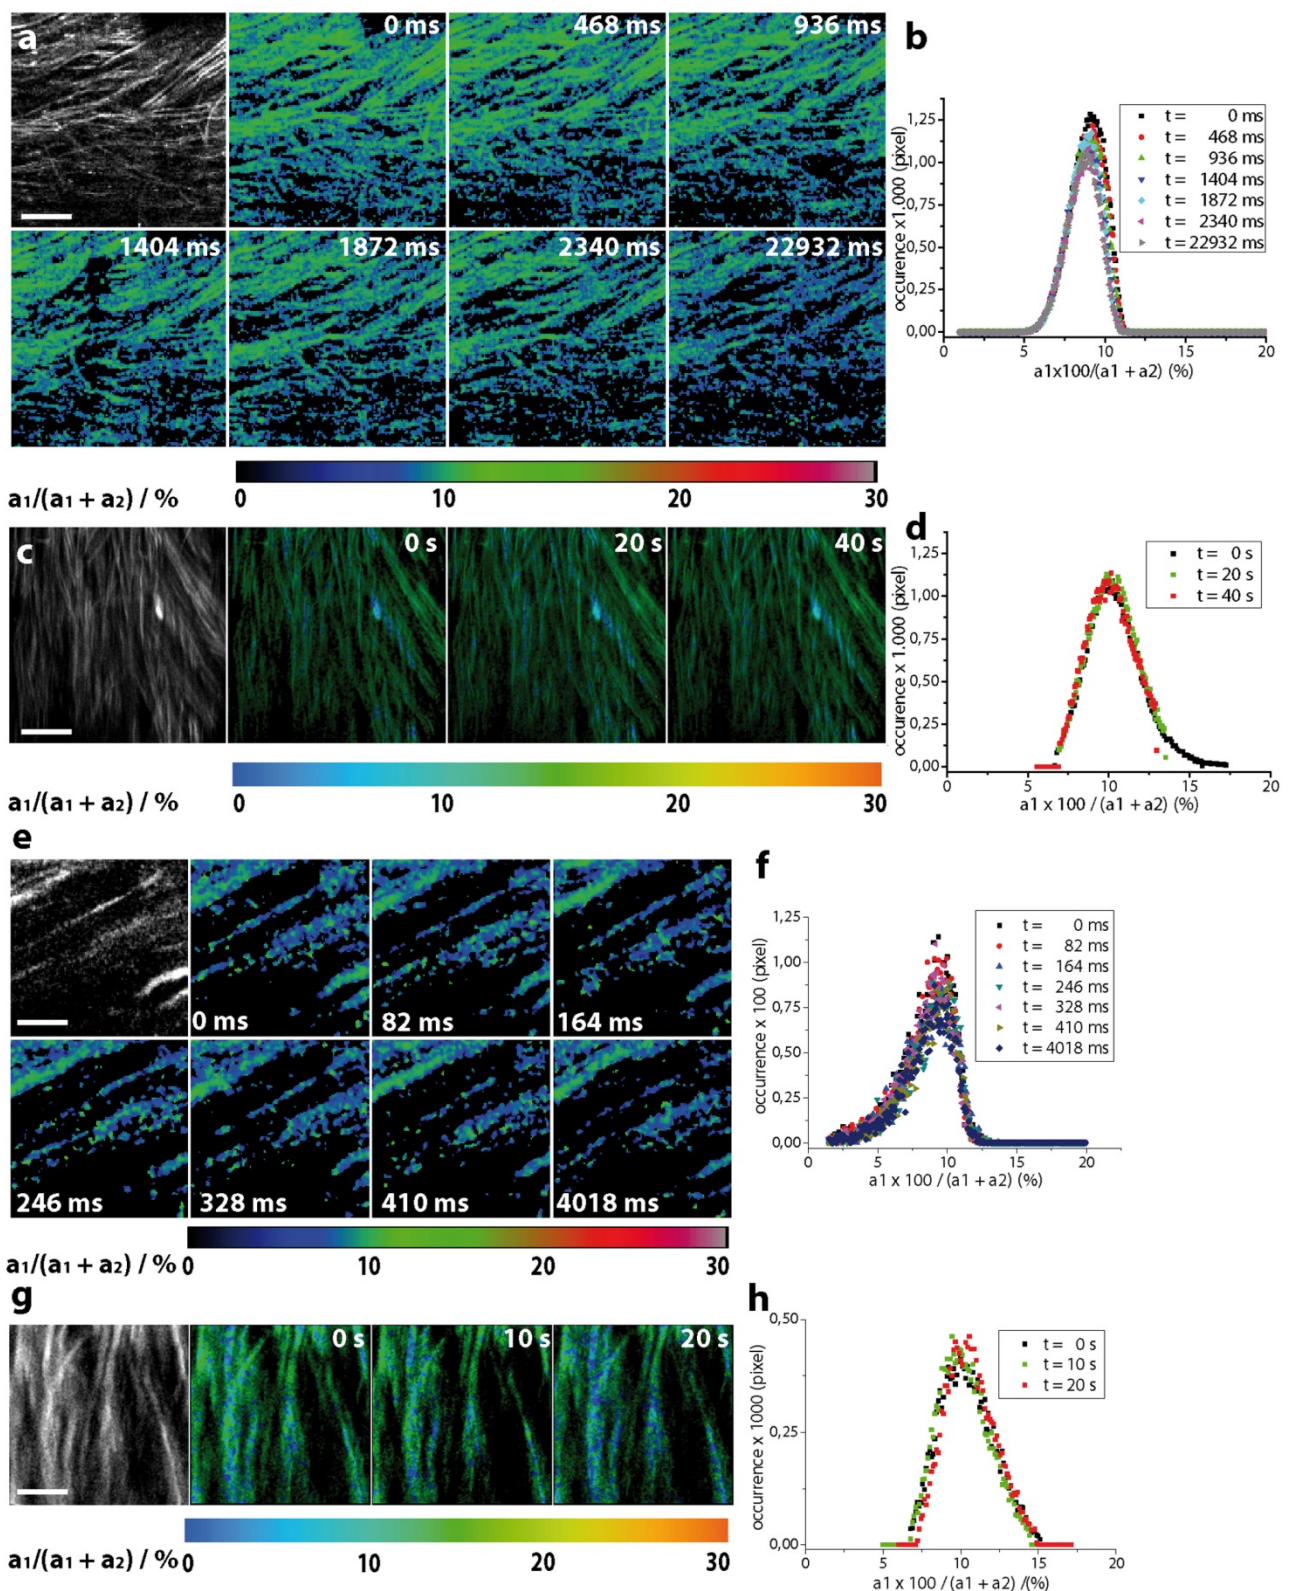 a
0 ms
468 ms
936 ms
1404 ms
1872 ms
2340 ms
22932 ms
a1/(a1 + a2) / %
0 10 20 30
b
occurence x 1.000 (pixel)
1,25
1,00
0,75
0,50
0,25
0,00
0 5 10 15 20
a1x100/(a1 + a2) (%)
t = 0 ms
t = 468 ms
t = 936 ms
t = 1404 ms
t = 1872 ms
t = 2340 ms
t = 22932 ms
c
0 s
20 s
40 s
a1/(a1 + a2) / %
0 10 20 30
d
occurence x 1.000 (pixel)
1,25
1,00
0,75
0,50
0,25
0,00
0 5 10 15 20
a1 x 100 / (a1 + a2) (%)
t = 0 s
t = 20 s
t = 40 s
e
0 ms
82 ms
164 ms
246 ms
328 ms
410 ms
4018 ms
a1/(a1 + a2) / %
0 10 20 30
f
occurrence x 100 (pixel)
1,25
1,00
0,75
0,50
0,25
0,00
0 5 10 15 20
a1 x 100 / (a1 + a2) (%)
t = 0 ms
t = 82 ms
t = 164 ms
t = 246 ms
t = 328 ms
t = 410 ms
t = 4018 ms
g
0 s
10 s
20 s
a1/(a1 + a2) / %
0 10 20 30
h
occurrence x 1000 (pixel)
0,50
0,25
0,00
0 5 10 15 20
a1 x 100 / (a1 + a2) /(%)
t = 0 s
t = 10 s
t = 20 s